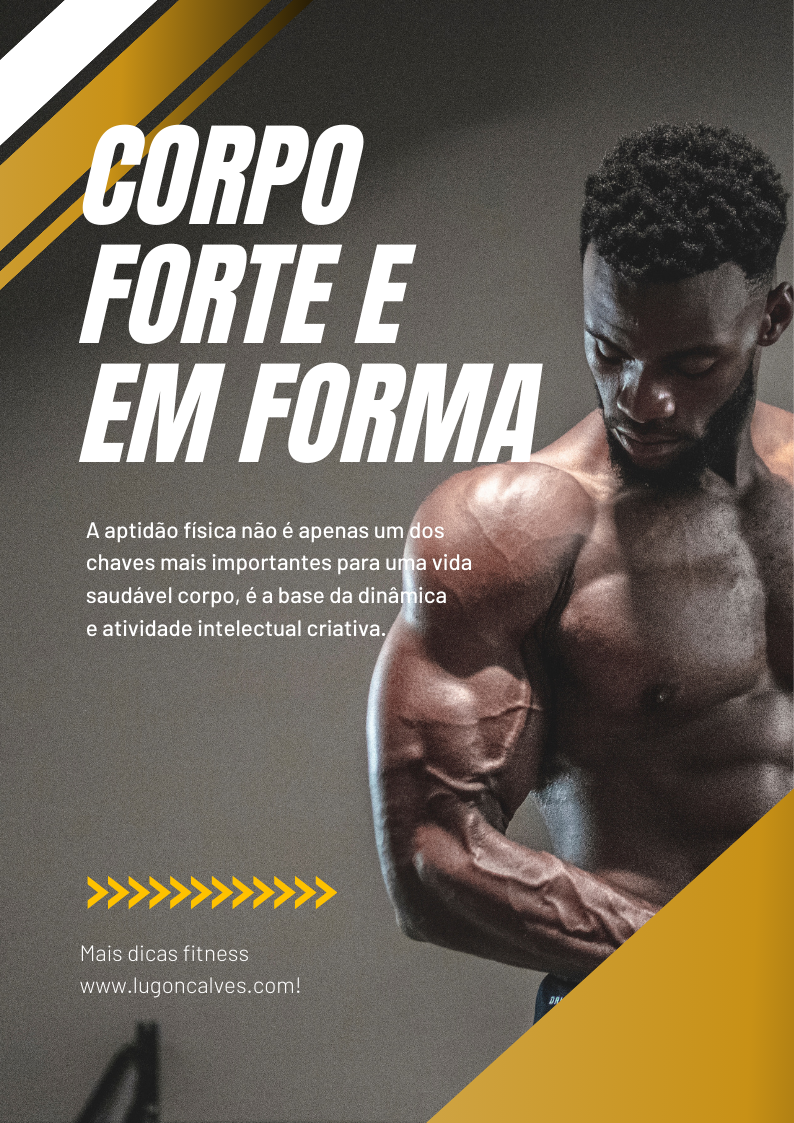 CORPO
FORTE E
EM FORMA
A aptidão física não é apenas um dos
chaves mais importantes para uma vida
saudável corpo, é a base da dinâmica
e atividade intelectual criativa.
>>>>>>>>>>>>
Mais dicas fitness
www.lugoncalves.com!